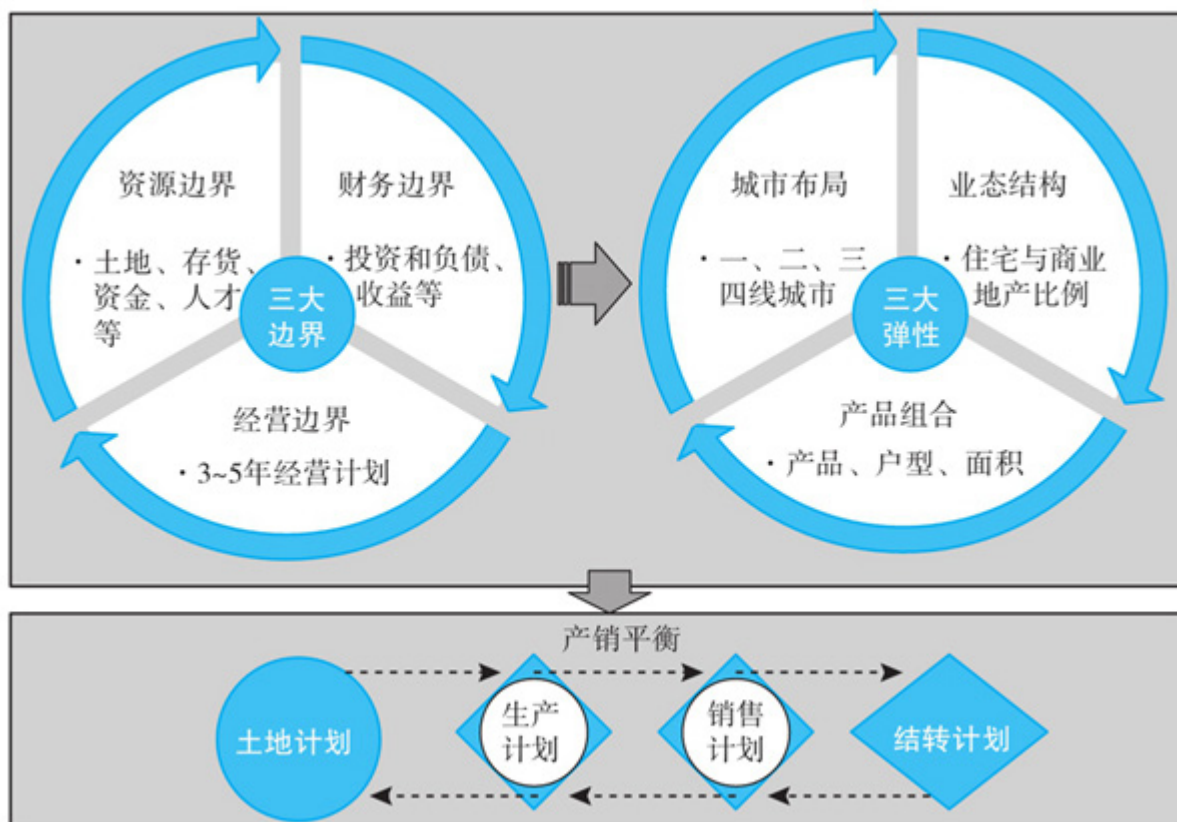 资源边界
·土地、存货、
资金、人才
等
财务边界
·投资和负债、
收益等
三大
边界
经营边界
·3~5年经营计划
城市布局
·一、二、三
四线城市
业态结构
·住宅与商业
地产比例
三大
弹性
产品组合
·产品、户型、面积
产销平衡
土地计划
生产
计划
销售
计划
结转计划